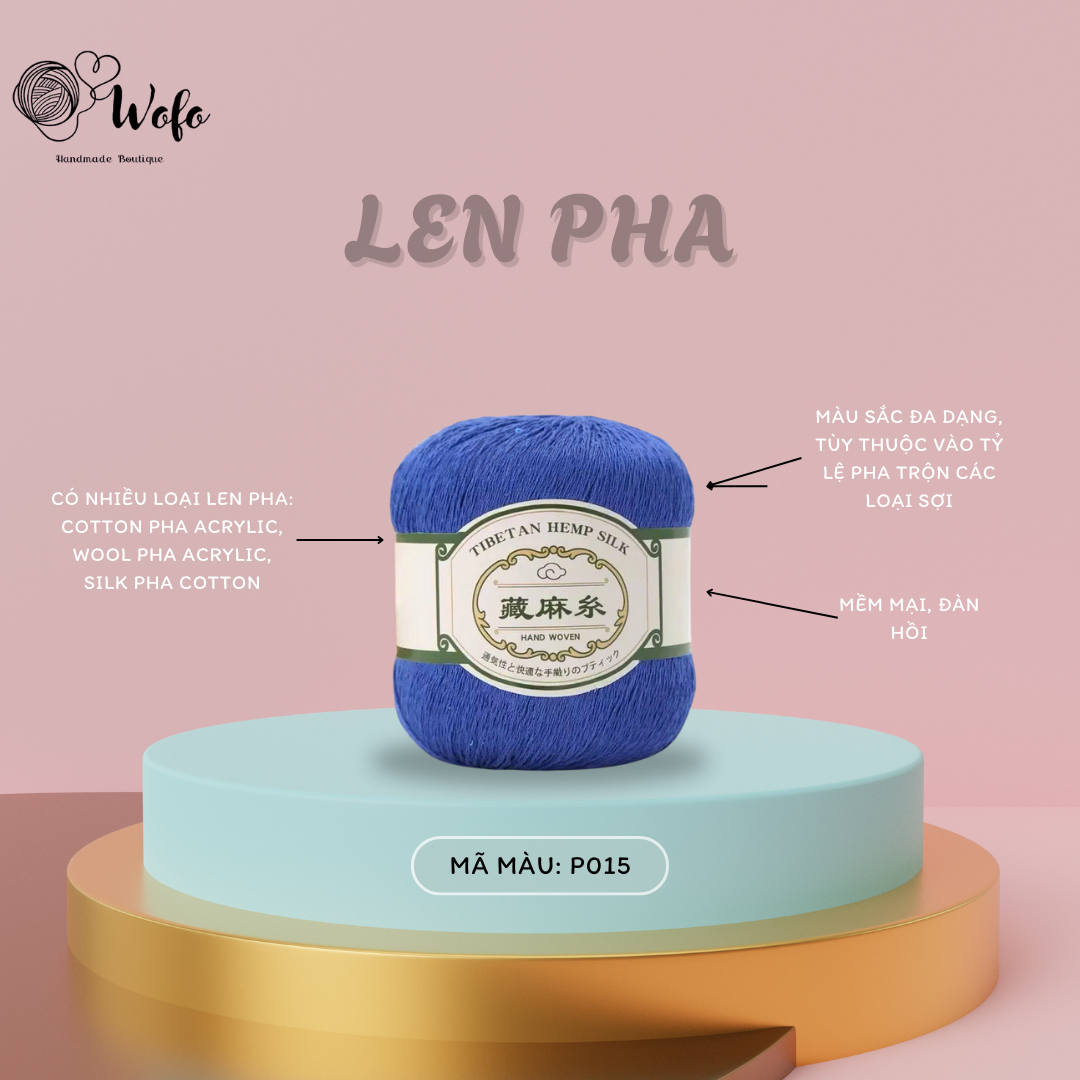 Wofo
Handmade Boutique
LEN PHA
MÀU SẮC ĐA DẠNG,
TÙY THUỘC VÀO TỶ
LỆ PHA TRỘN CÁC
LOẠI SỢI
CÓ NHIỀU LOẠI LEN PHA:
COTTON PHA ACRYLIC,
WOOL PHA ACRYLIC,
SILK PHA COTTON
TIBETAN HEMP SILK
藏麻糸
HAND WOVEN
通気性と快適な手織りのブティック
MỀM MẠI, ĐÀN
HỒI
MÃ MÀU: P015